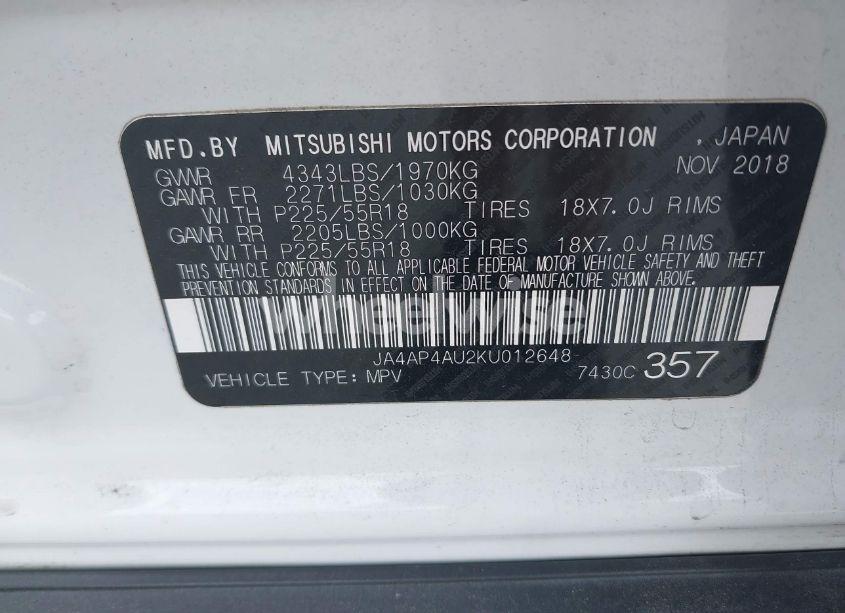 MFD.BY MITSUBISHI MOTORS CORPORATION , JAPAN
GVWR 4343LBS/1970KG NOV 2018
GAWR FR 2271LBS/1030KG
WITH P225/55R18 TIRES 18X7.0J RIMS
GAWR RR 2205LBS/1000KG
WITH P225/55R18 TIRES 18X7.0J RIMS
THIS VEHICLE CONFORMS TO ALL APPLICABLE FEDERAL MOTOR VEHICLE SAFETY AND THEFT
PREVENTION STANDARDS IN EFFECT ON THE DATE OF MANUFACTURE SHOWN ABOVE.
wheelwise
JA4AP4AU2KU012648
VEHICLE TYPE: MPV 7430C 357